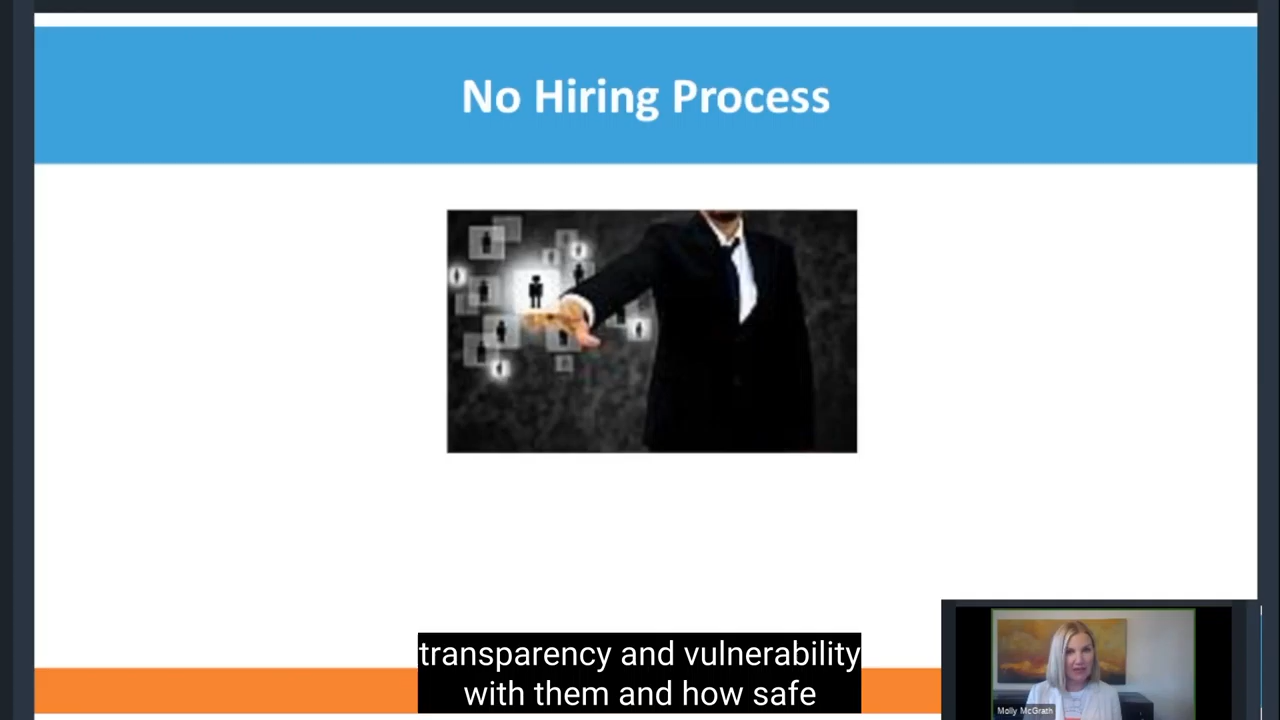 No Hiring Process
transparency and vulnerability
with them and how safe
Molly McGrath